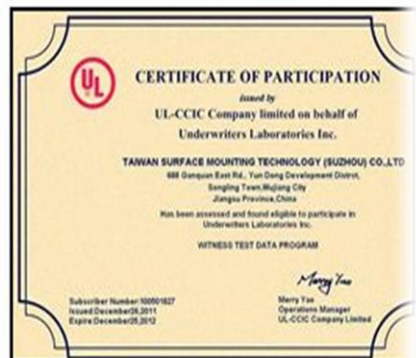 UL
CERTIFICATE OF PARTICIPATION
issued by
UL-CCIC Company limited on behalf of
Underwriters Laboratories Inc.
TAIWAN SURFACE MOUNTING TECHNOLOGY (SUZHOU) CO.,LTD
Gongquan East Rd., Yun Dong Development District,
Songling Town,Wujiang City
Jiangsu Province,China
Has been assessed and found eligible to participate in
Underwriters Laboratories Inc.
WITNESS TEST DATA PROGRAM
Merry Yao
Subscriber Number:100501827
Issued:December26,2011
Expire:December25,2012
Merry Yao
Operations Manager
UL-CCIC Company Limited